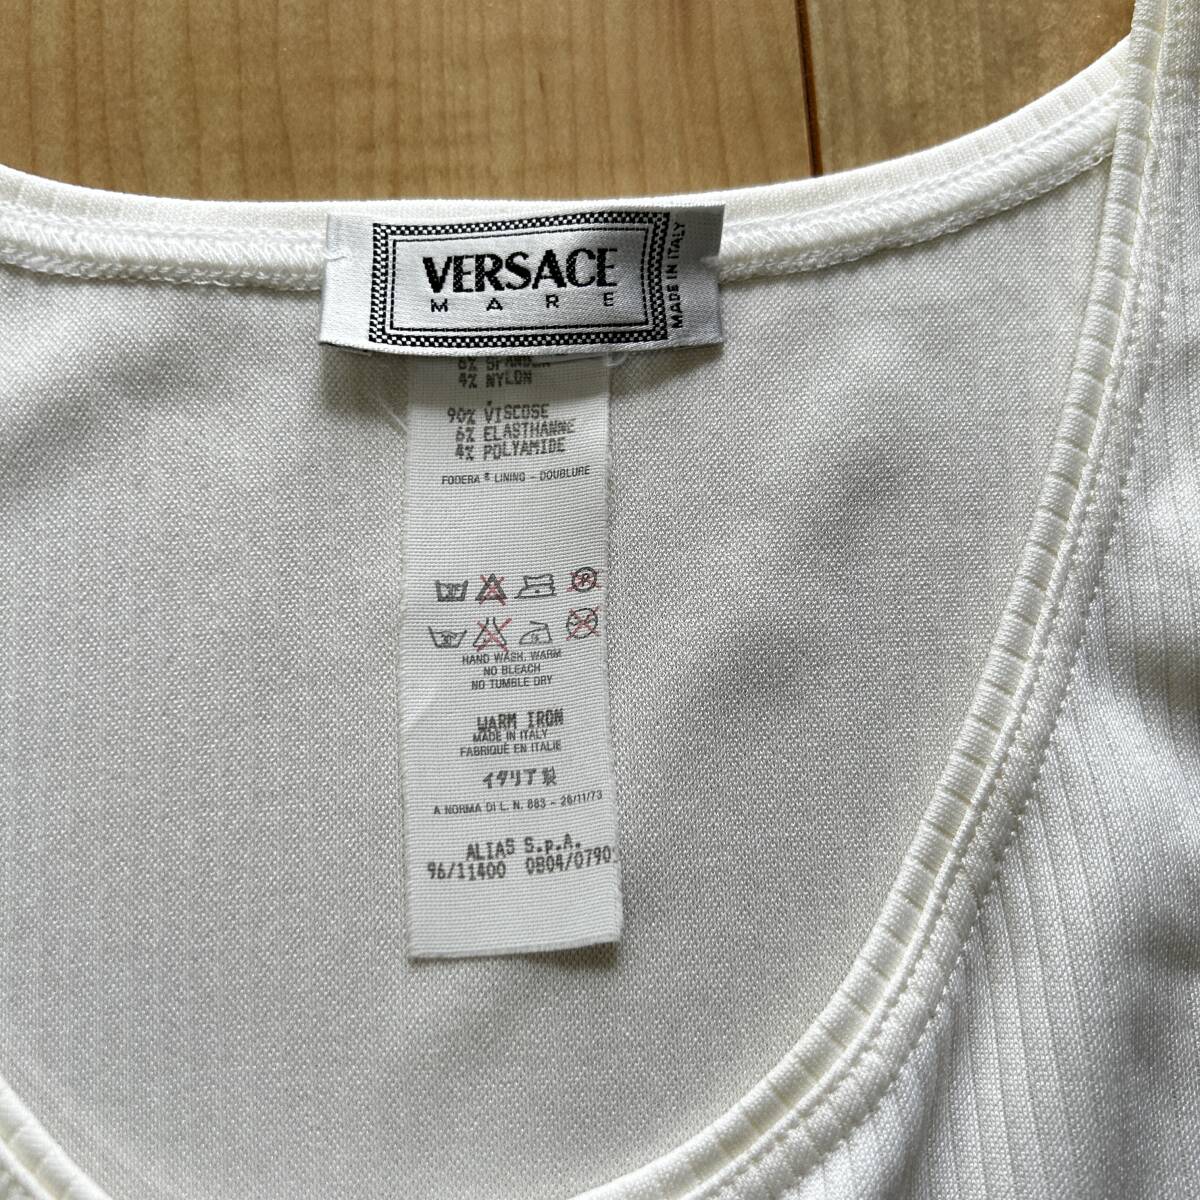 VERSACE
MARE
MADE IN ITALY
6% SPANDEX
4% NYLON
90% VISCOSE
6% ELASTHANNE
4% POLYAMIDE
FODERA ® LINING - DOUBLURE
HAND WASH, WARM
NO BLEACH
NO TUMBLE DRY
WARM IRON
MADE IN ITALY
FABRIQUÉ EN ITALIE
イタリア製
A NORMA DI L. N. 883 - 26/11/73
ALIAS S.p.A.
96/11400 0B04/0790